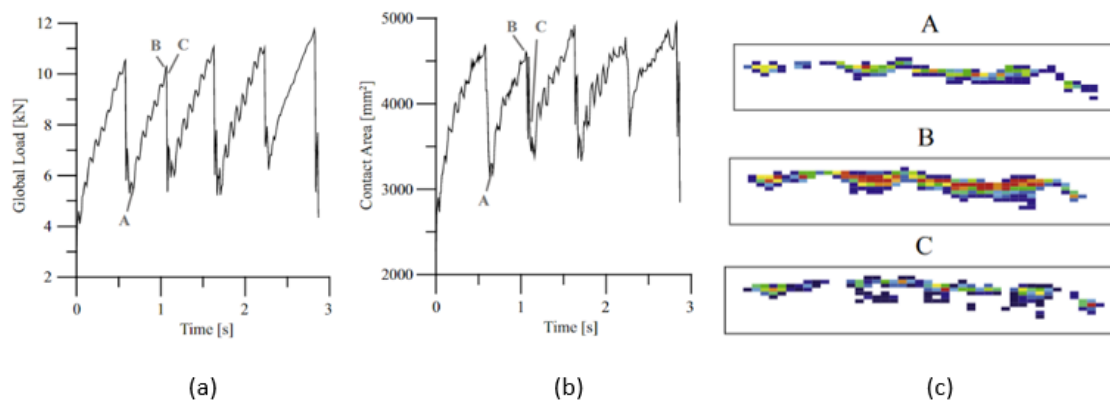 12
10
8
6
4
2
Global Load [kN]
B
C
A
0
1
2
3
Time [s]
(a)
5000
4000
3000
2000
Contact Area [mm²]
B
C
A
0
1
2
3
Time [s]
(b)
A
B
C
(c)